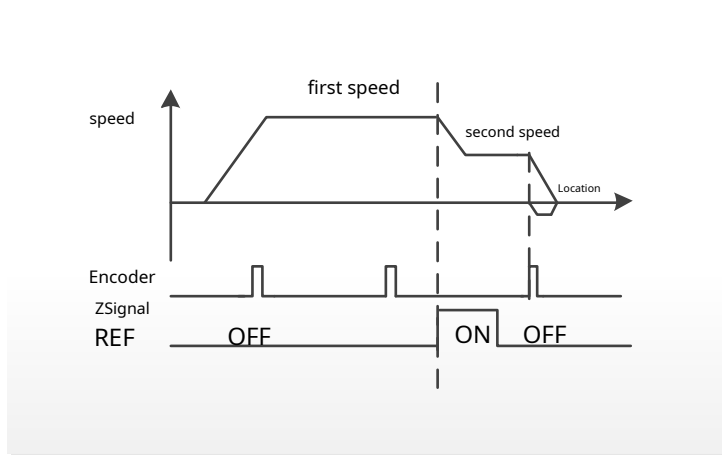 first speed
speed
second speed
Location
Encoder
ZSignal
REF
OFF
ON
OFF